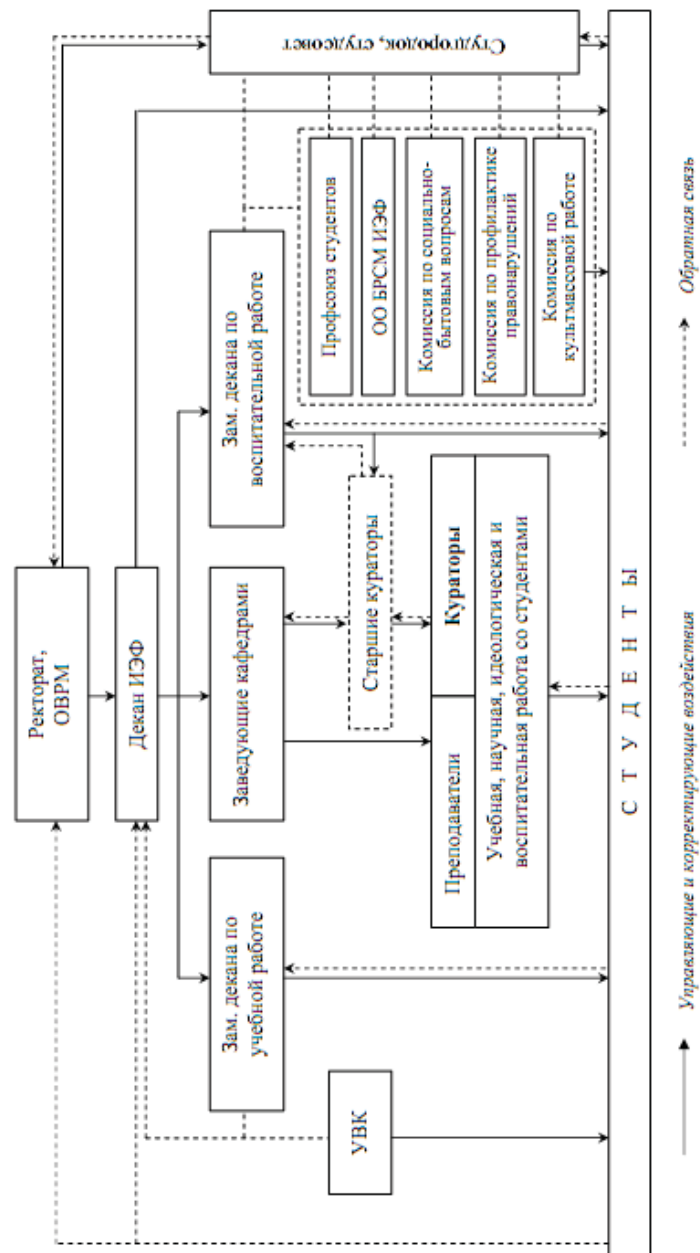 Ректорат,
ОВРМ
Декан ИЭФ
Зам. декана по
учебной работе
Заведующие кафедрами
Зам. декана по
воспитательной работе
Студгородок, студсовет
УВК
Старшие кураторы
Профсоюз студентов
ОО БРСМ ИЭФ
Комиссия по социально-
бытовым вопросам
Комиссия по профилактике
правонарушений
Комиссия по
культмассовой работе
Преподаватели
Кураторы
Учебная, научная, идеологическая и
воспитательная работа со студентами
С Т У Д Е Н Т Ы
Управляющие и корректирующие воздействия
Обратная связь